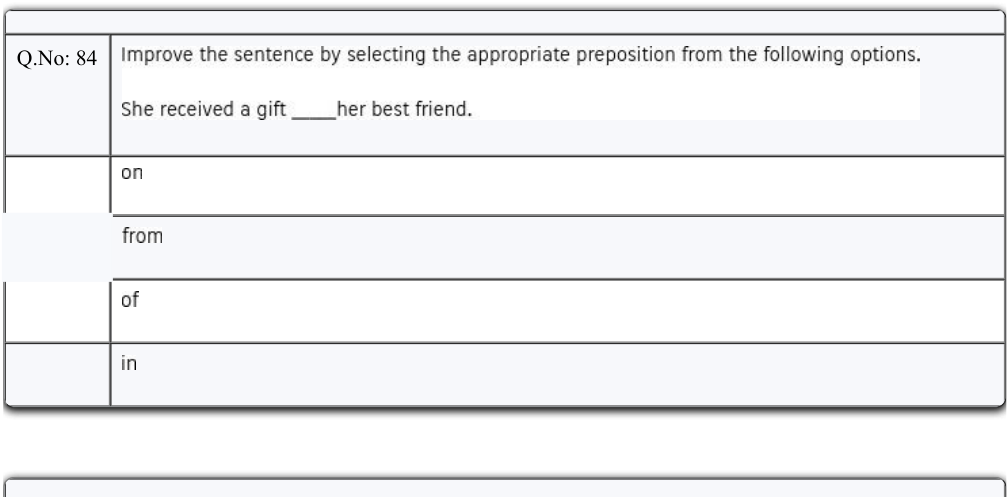 Q.No: 84
Improve the sentence by selecting the appropriate preposition from the following options.
She received a gift ____her best friend.
on
from
of
in